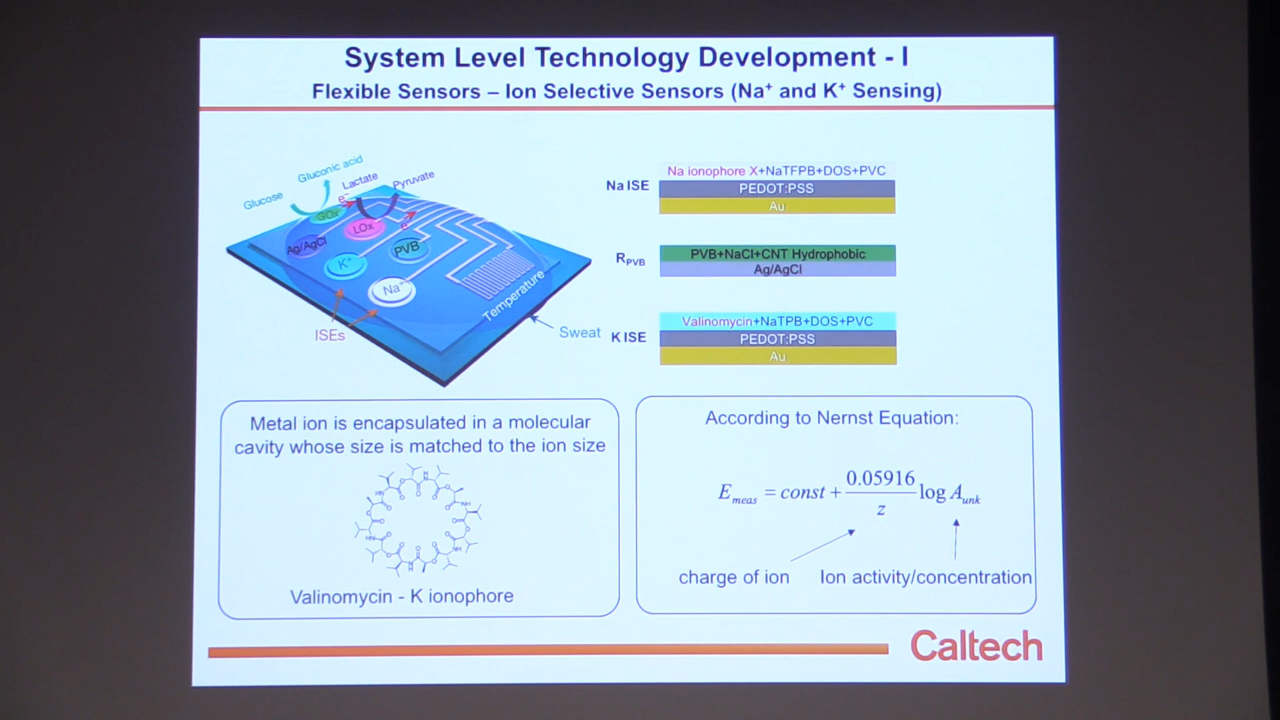 System Level Technology Development - I
Flexible Sensors – Ion Selective Sensors (Na⁺ and K⁺ Sensing)
Gluconic acid
Glucose
Lactate
Pyruvate
e⁻
GOx
LOx
e⁻
Ag/AgCl
PVB
K⁺
Na⁺
Temperature
ISEs
Sweat
Na ISE
Na ionophore X+NaTFPB+DOS+PVC
PEDOT:PSS
Au
R_PVB
PVB+NaCl+CNT Hydrophobic
Ag/AgCl
K ISE
Valinomycin+NaTPB+DOS+PVC
PEDOT:PSS
Au
Metal ion is encapsulated in a molecular
cavity whose size is matched to the ion size
Valinomycin - K ionophore
According to Nernst Equation:
E_meas = const + 0.05916/z log A_unk
charge of ion
Ion activity/concentration
Caltech